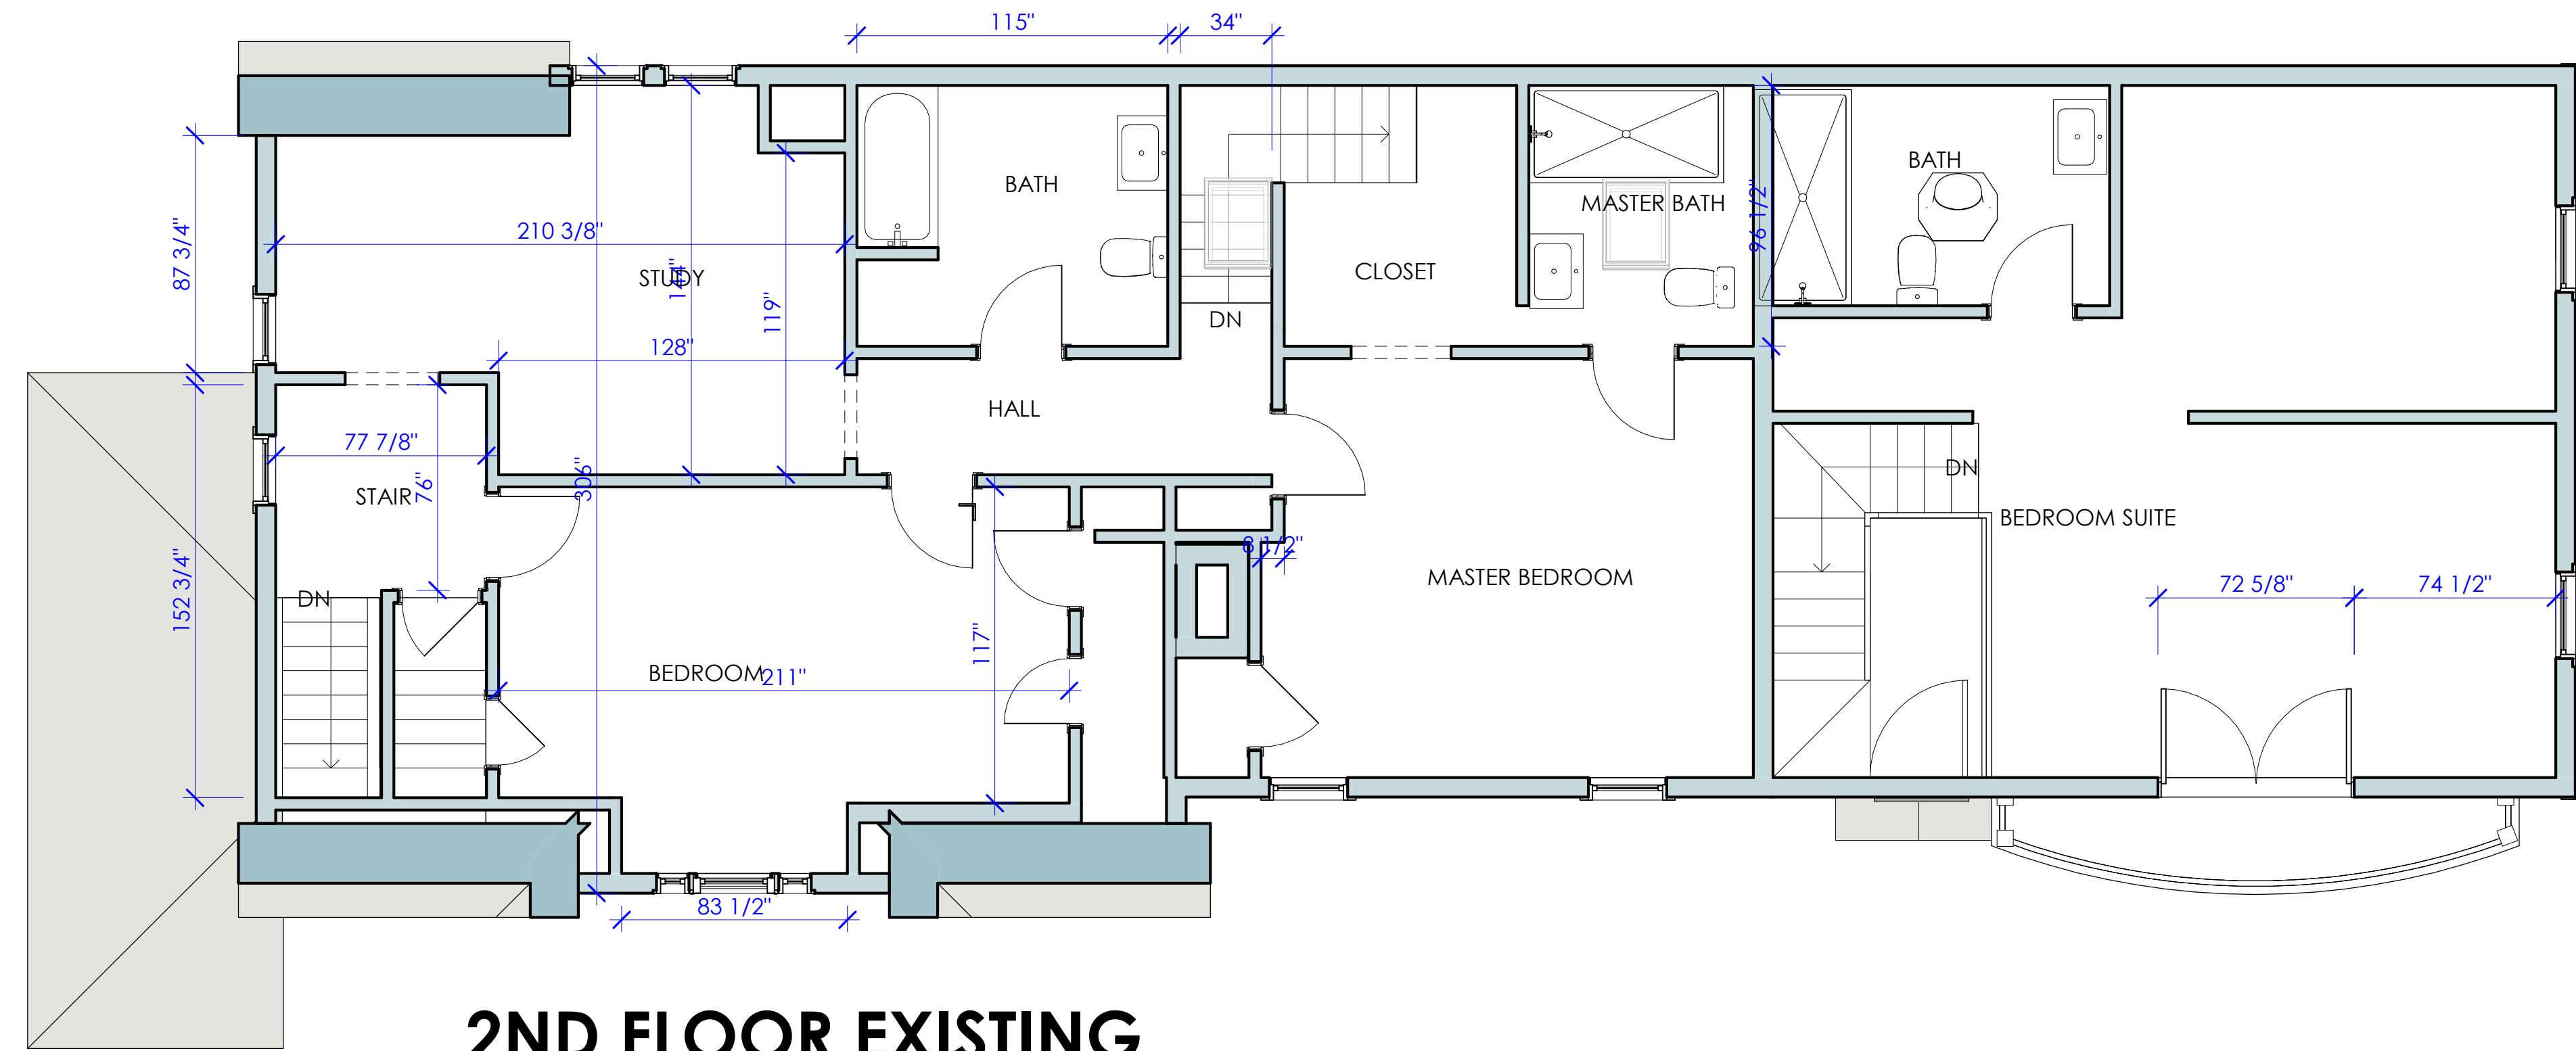 115"
34"
BATH
BATH
MASTER BATH
96 1/2"
210 3/8"
87 3/4"
STUDY
144"
119"
CLOSET
DN
128"
HALL
77 7/8"
76"
STAIR
306"
DN
BEDROOM SUITE
8 1/2"
MASTER BEDROOM
152 3/4"
DN
117"
72 5/8"
74 1/2"
BEDROOM
211"
83 1/2"
2ND FLOOR EXISTING